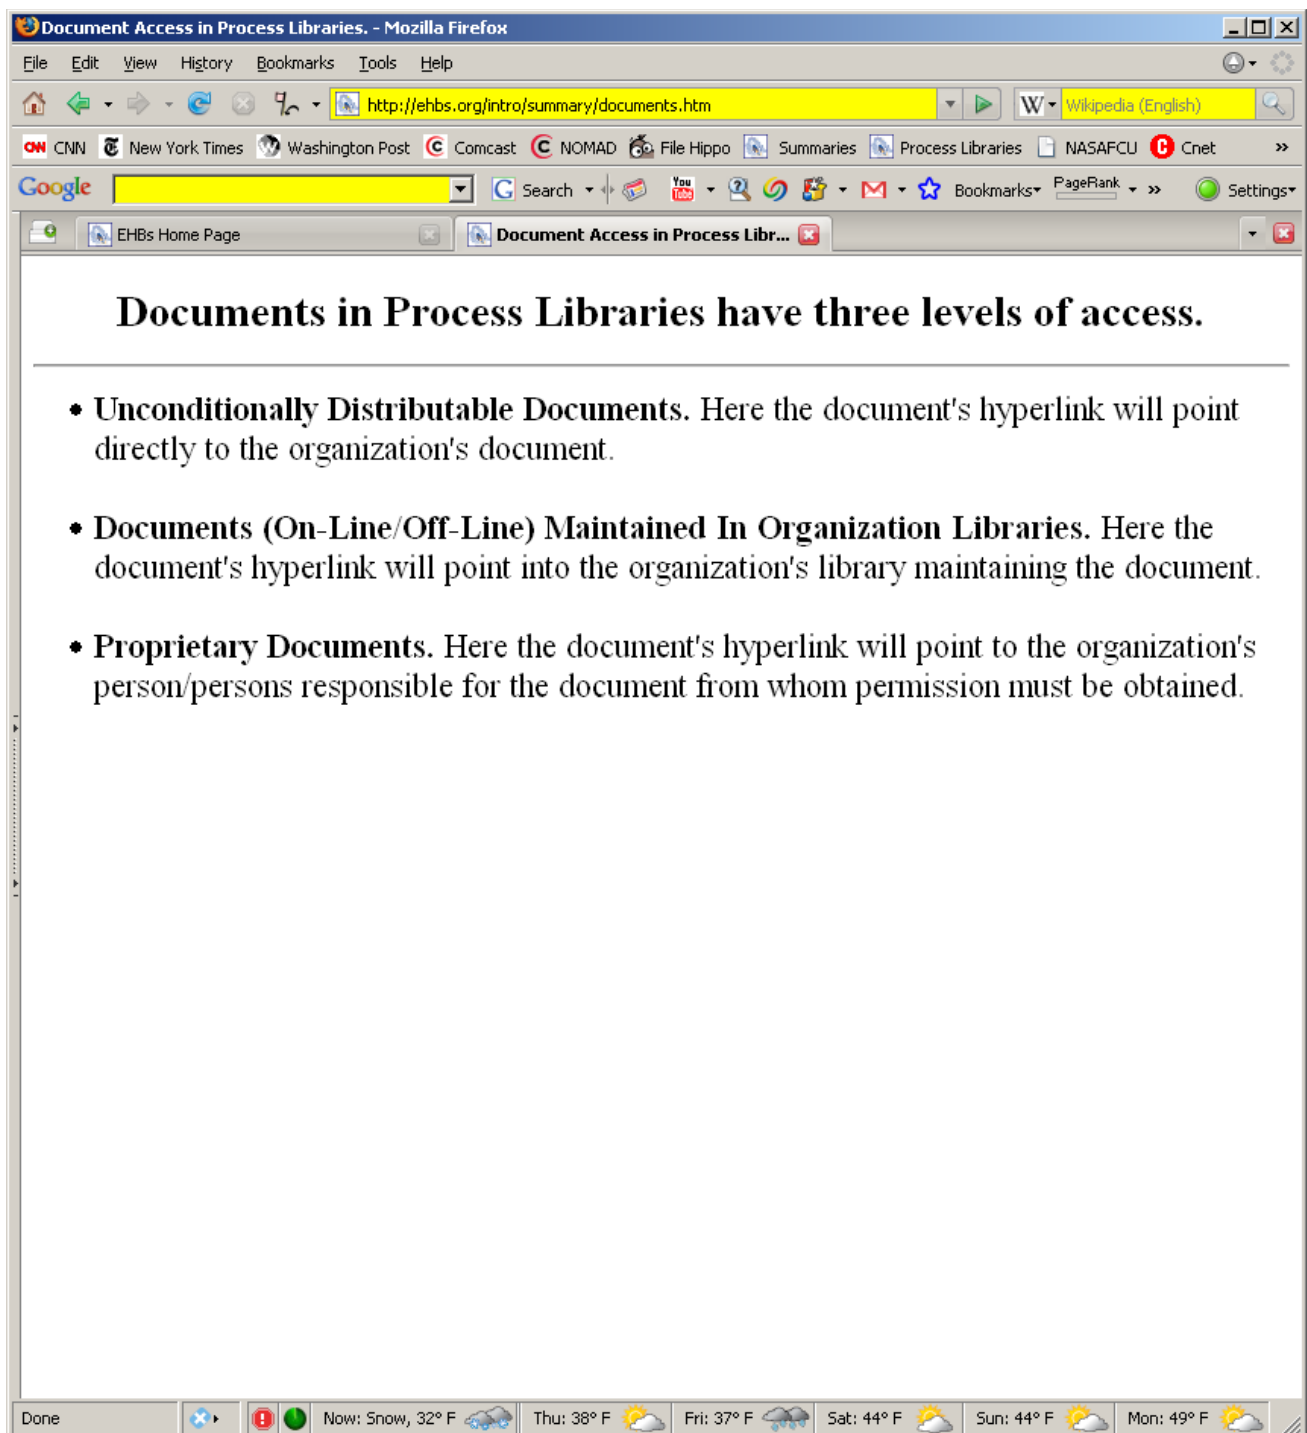 Document Access in Process Libraries. - Mozilla Firefox
File Edit View History Bookmarks Tools Help
http://ehbs.org/intro/summary/documents.htm W Wikipedia (English)
CNN CNN New York Times Washington Post C Comcast C NOMAD File Hippo Summaries Process Libraries NASAFCU C Cnet »
Google G Search You Tube M Bookmarks PageRank » Settings
EHBs Home Page Document Access in Process Libr...
Documents in Process Libraries have three levels of access.
• Unconditionally Distributable Documents. Here the document's hyperlink will point
directly to the organization's document.
• Documents (On-Line/Off-Line) Maintained In Organization Libraries. Here the
document's hyperlink will point into the organization's library maintaining the document.
• Proprietary Documents. Here the document's hyperlink will point to the organization's
person/persons responsible for the document from whom permission must be obtained.
Done Now: Snow, 32° F Thu: 38° F Fri: 37° F Sat: 44° F Sun: 44° F Mon: 49° F